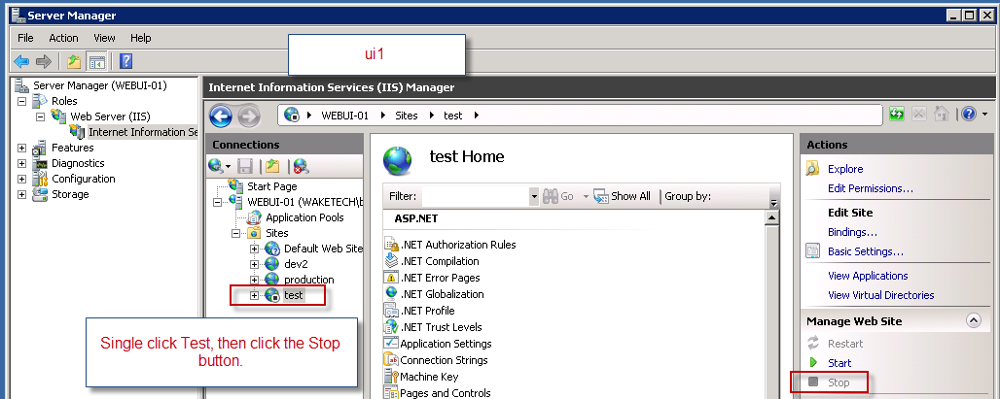 Server Manager
File Action View Help
ui1
Server Manager (WEBUI-01)
Roles
Web Server (IIS)
Internet Information Se
Features
Diagnostics
Configuration
Storage
Internet Information Services (IIS) Manager
WEBUI-01 Sites test
Connections
Start Page
WEBUI-01 (WAKETECH\b
Application Pools
Sites
Default Web Site
dev2
production
test
Single click Test, then click the Stop
button.
test Home
Filter: Go Show All Group by:
ASP.NET
.NET Authorization Rules
.NET Compilation
.NET Error Pages
.NET Globalization
.NET Profile
.NET Trust Levels
Application Settings
Connection Strings
Machine Key
Pages and Controls
Actions
Explore
Edit Permissions...
Edit Site
Bindings...
Basic Settings...
View Applications
View Virtual Directories
Manage Web Site
Restart
Start
Stop